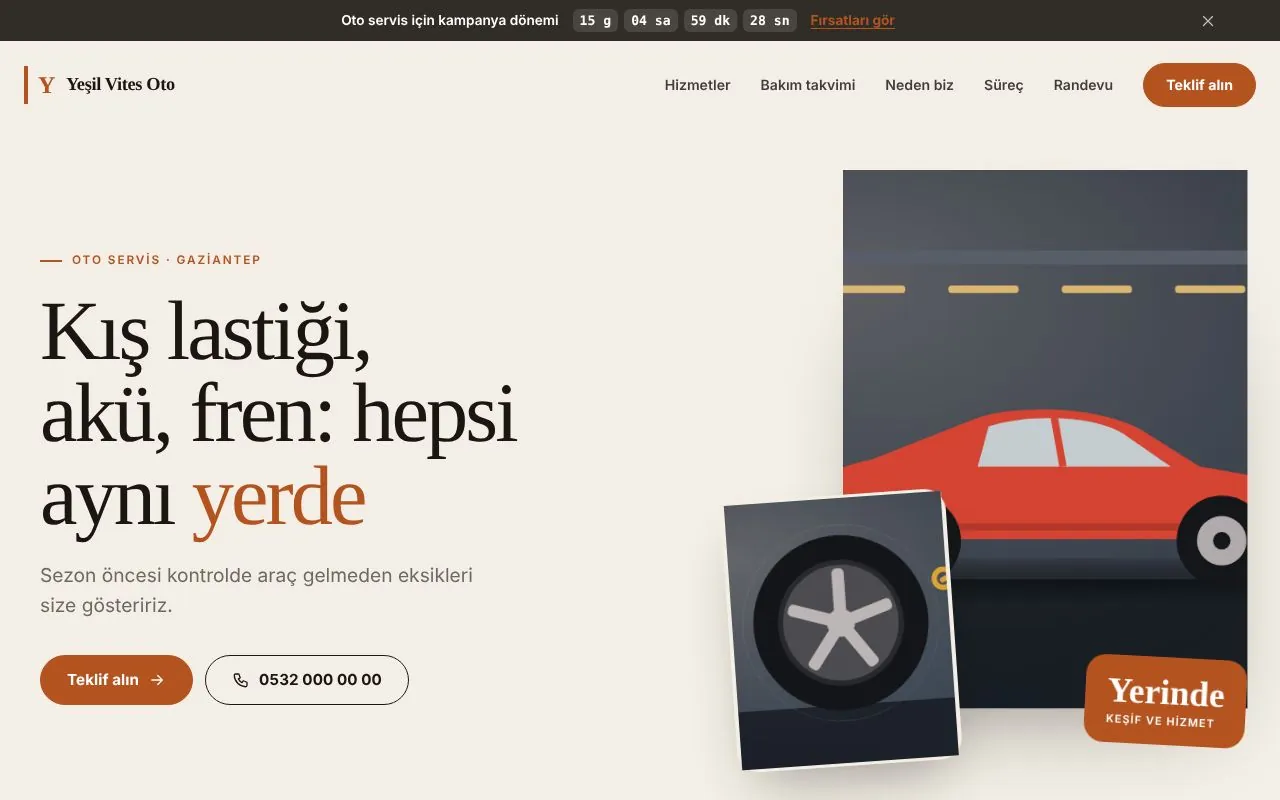 Oto servis için kampanya dönemi 15 g 04 sa 59 dk 28 sn Fırsatları gör
Y Yeşil Vites Oto
Hizmetler Bakım takvimi Neden biz Süreç Randevu Teklif alın
OTO SERVİS · GAZİANTEP
Kış lastiği,
akü, fren: hepsi
aynı yerde
Sezon öncesi kontrolde araç gelmeden eksikleri
size gösteririz.
Teklif alın
0532 000 00 00
Yerinde
KEŞİF VE HİZMET